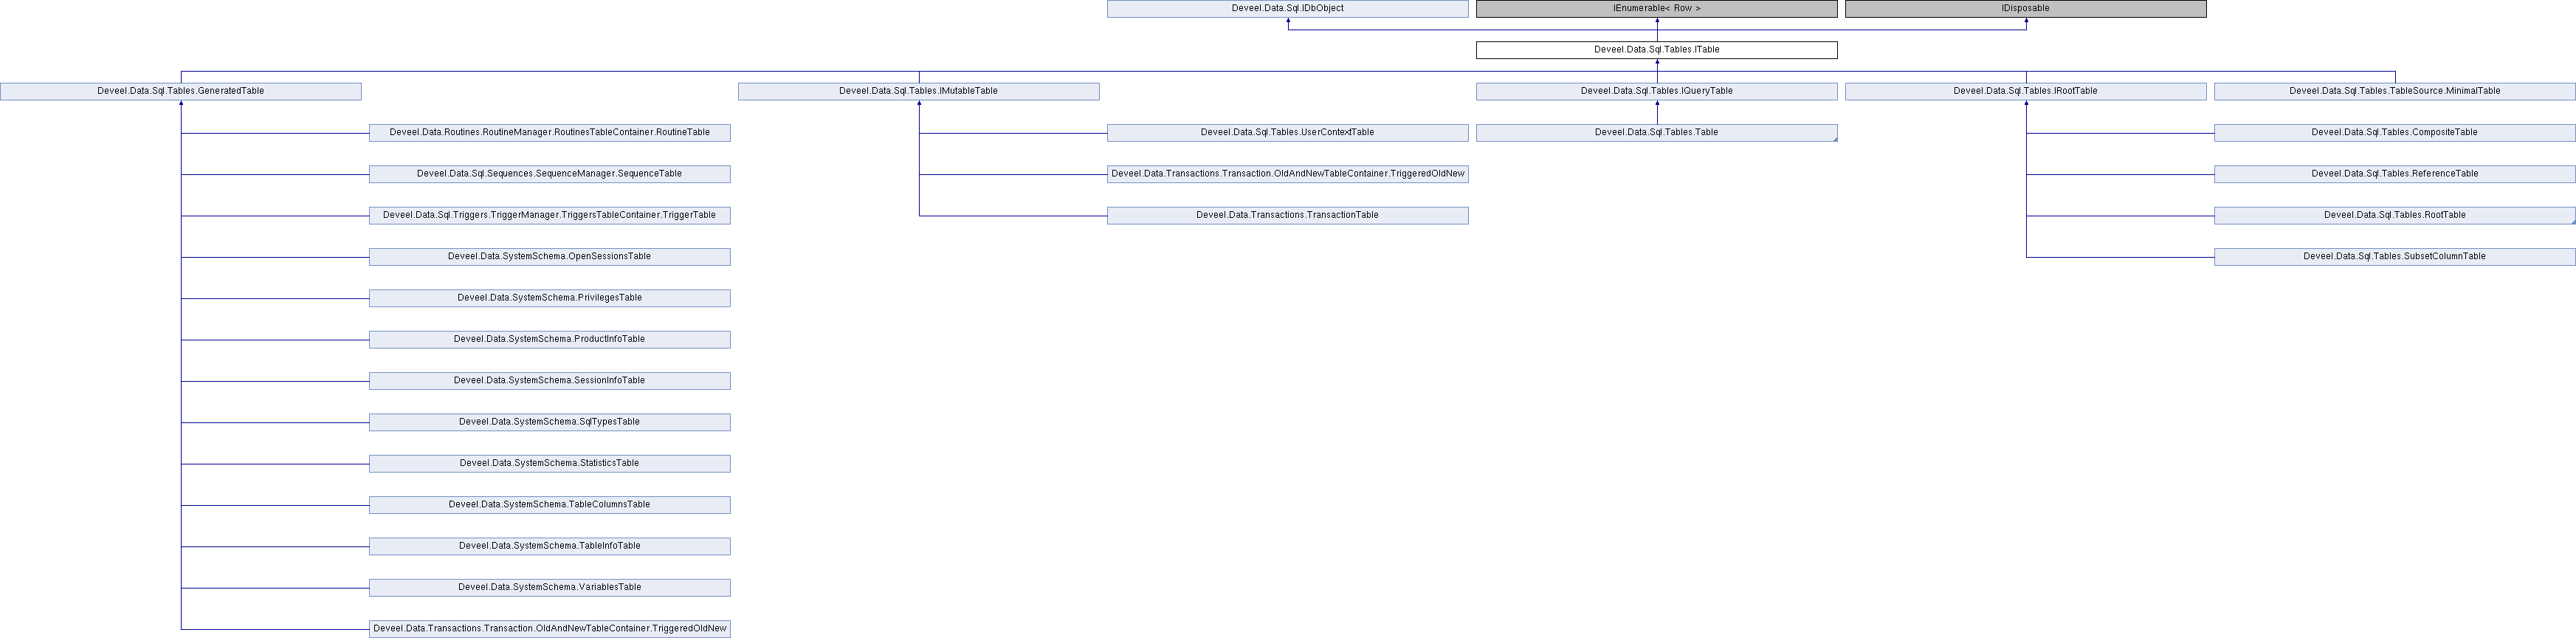 Deveel.Data.Sql.IDbObject
IEnumerable< Row >
IDisposable
Deveel.Data.Sql.Tables.ITable
Deveel.Data.Sql.Tables.GeneratedTable
Deveel.Data.Sql.Tables.IMutableTable
Deveel.Data.Sql.Tables.IQueryTable
Deveel.Data.Sql.Tables.IRootTable
Deveel.Data.Sql.Tables.TableSource.MinimalTable
Deveel.Data.Routines.RoutineManager.RoutinesTableContainer.RoutineTable
Deveel.Data.Sql.Tables.UserContextTable
Deveel.Data.Sql.Tables.Table
Deveel.Data.Sql.Tables.CompositeTable
Deveel.Data.Sql.Sequences.SequenceManager.SequenceTable
Deveel.Data.Transactions.Transaction.OldAndNewTableContainer.TriggeredOldNew
Deveel.Data.Sql.Tables.ReferenceTable
Deveel.Data.Sql.Triggers.TriggerManager.TriggersTableContainer.TriggerTable
Deveel.Data.Transactions.TransactionTable
Deveel.Data.Sql.Tables.RootTable
Deveel.Data.SystemSchema.OpenSessionsTable
Deveel.Data.Sql.Tables.SubsetColumnTable
Deveel.Data.SystemSchema.PrivilegesTable
Deveel.Data.SystemSchema.ProductInfoTable
Deveel.Data.SystemSchema.SessionInfoTable
Deveel.Data.SystemSchema.SqlTypesTable
Deveel.Data.SystemSchema.StatisticsTable
Deveel.Data.SystemSchema.TableColumnsTable
Deveel.Data.SystemSchema.TableInfoTable
Deveel.Data.SystemSchema.VariablesTable
Deveel.Data.Transactions.Transaction.OldAndNewTableContainer.TriggeredOldNew